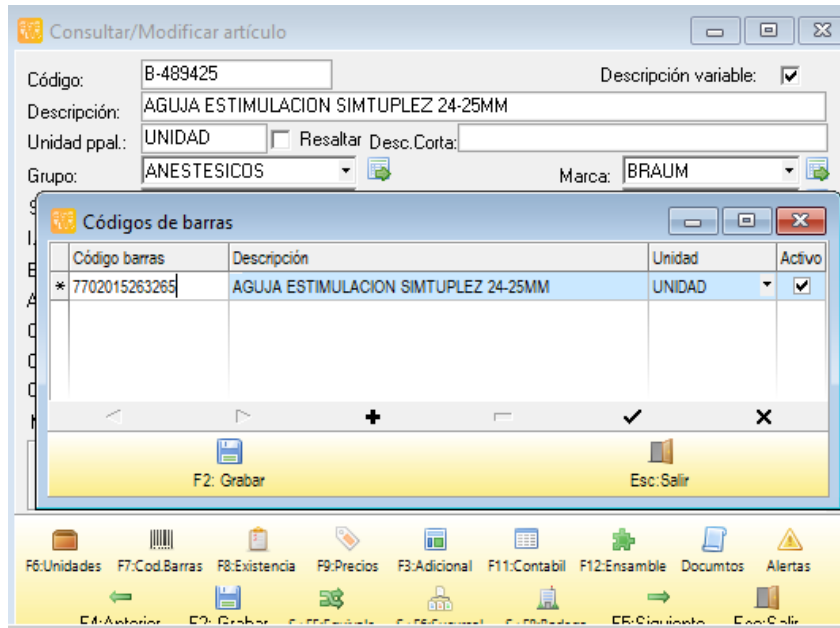 Consultar/Modificar artículo
Código: B-489425 Descripción variable:
Descripción: AGUJA ESTIMULACION SIMTUPLEZ 24-25MM
Unidad ppal.: UNIDAD Resaltar Desc.Corta:
Grupo: ANESTESICOS Marca: BRAUM
Códigos de barras
Código barras Descripción Unidad Activo
* 7702015263265 AGUJA ESTIMULACION SIMTUPLEZ 24-25MM UNIDAD
F2: Grabar Esc:Salir
F6:Unidades F7:Cod.Barras F8:Existencia F9:Precios F3:Adicional F11:Contabil F12:Ensamble Documtos Alertas
F4:Anterior F2: Grabar F5:Siguiente Esc:Salir